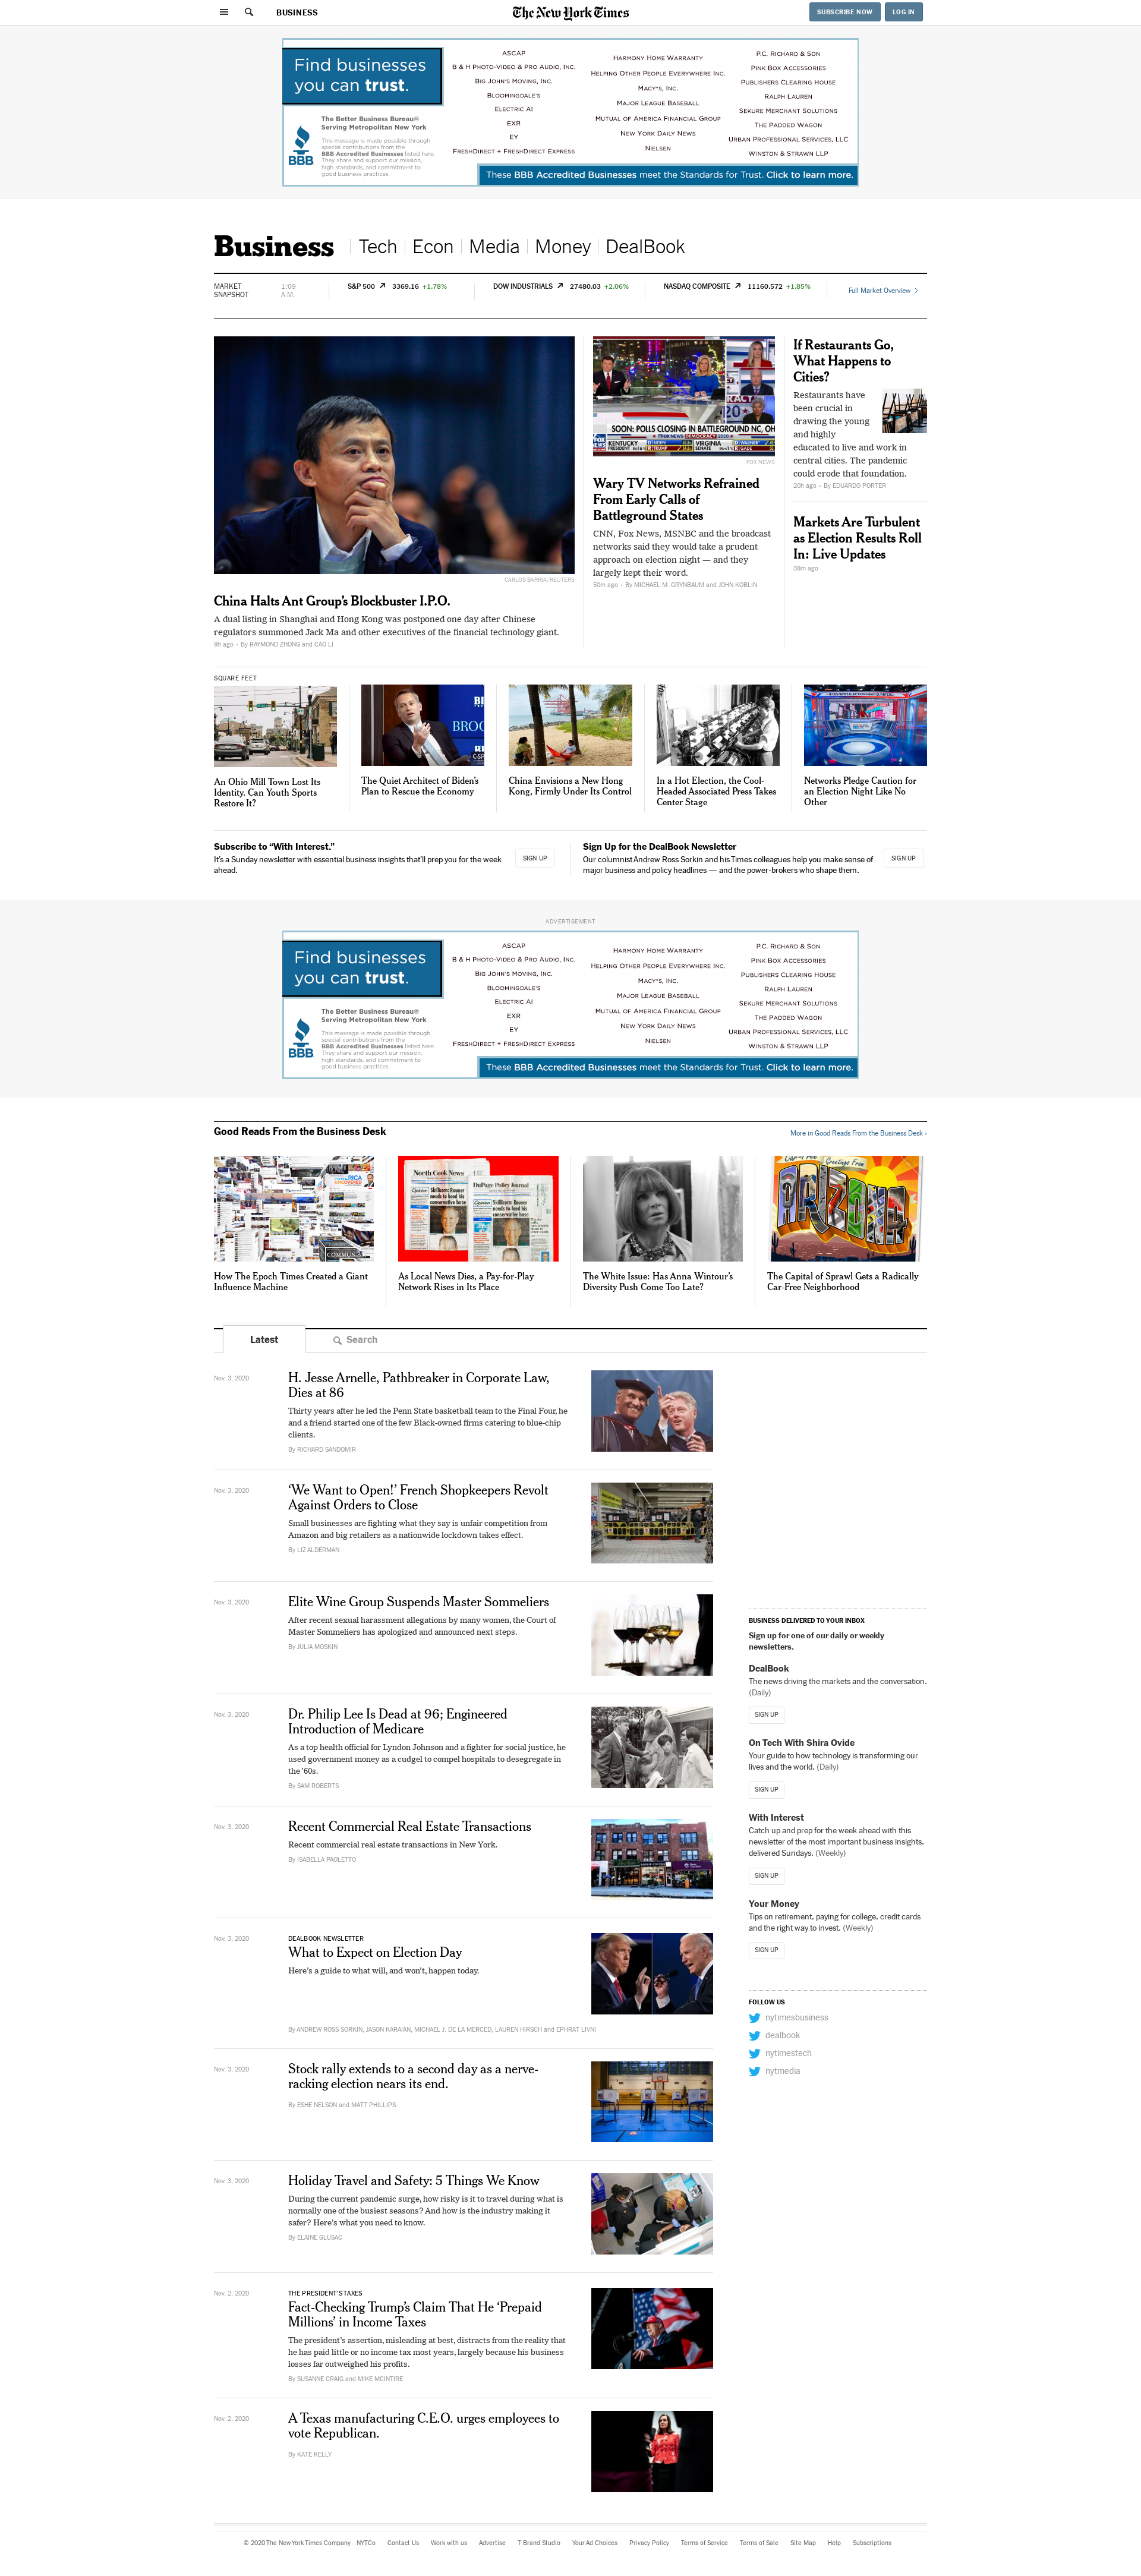 BUSINESS
The New York Times
SUBSCRIBE NOW
LOG IN
Find businesses
you can trust.
The Better Business Bureau®
Serving Metropolitan New York
This message is made possible through
special contributions from the
BBB Accredited Businesses listed here.
They share and support our mission,
high standards, and commitment to
good business practices.
BBB
ASCAP
B & H Photo-Video & Pro Audio, Inc.
Big John's Moving, Inc.
Bloomingdale's
Electric AI
EXR
EY
FreshDirect + FreshDirect Express
Harmony Home Warranty
Helping Other People Everywhere Inc.
Macy's, Inc.
Major League Baseball
Mutual of America Financial Group
New York Daily News
Nielsen
P.C. Richard & Son
Pink Box Accessories
Publishers Clearing House
Ralph Lauren
Sekure Merchant Solutions
The Padded Wagon
Urban Professional Services, LLC
Winston & Strawn LLP
These BBB Accredited Businesses meet the Standards for Trust. Click to learn more.
Business
Tech
Econ
Media
Money
DealBook
MARKET
SNAPSHOT
1:09
A.M.
S&P 500 3369.16 +1.78%
DOW INDUSTRIALS 27480.03 +2.06%
NASDAQ COMPOSITE 11160.572 +1.85%
Full Market Overview
CARLOS BARRIA/REUTERS
China Halts Ant Group's Blockbuster I.P.O.
A dual listing in Shanghai and Hong Kong was postponed one day after Chinese
regulators summoned Jack Ma and other executives of the financial technology giant.
9h ago • By RAYMOND ZHONG and CAO LI
SOON: POLLS CLOSING IN BATTLEGROUND NC, OH
KENTUCKY
VIRGINIA
FOX NEWS
Wary TV Networks Refrained
From Early Calls of
Battleground States
CNN, Fox News, MSNBC and the broadcast
networks said they would take a prudent
approach on election night — and they
largely kept their word.
50m ago • By MICHAEL M. GRYNBAUM and JOHN KOBLIN
If Restaurants Go,
What Happens to
Cities?
Restaurants have
been crucial in
drawing the young
and highly
educated to live and work in
central cities. The pandemic
could erode that foundation.
20h ago • By EDUARDO PORTER
Markets Are Turbulent
as Election Results Roll
In: Live Updates
38m ago
SQUARE FEET
An Ohio Mill Town Lost Its
Identity. Can Youth Sports
Restore It?
The Quiet Architect of Biden's
Plan to Rescue the Economy
China Envisions a New Hong
Kong, Firmly Under Its Control
In a Hot Election, the Cool-
Headed Associated Press Takes
Center Stage
Networks Pledge Caution for
an Election Night Like No
Other
Subscribe to “With Interest.”
It's a Sunday newsletter with essential business insights that'll prep you for the week
ahead.
SIGN UP
Sign Up for the DealBook Newsletter
Our columnist Andrew Ross Sorkin and his Times colleagues help you make sense of
major business and policy headlines — and the power-brokers who shape them.
SIGN UP
ADVERTISEMENT
Find businesses
you can trust.
The Better Business Bureau®
Serving Metropolitan New York
This message is made possible through
special contributions from the
BBB Accredited Businesses listed here.
They share and support our mission,
high standards, and commitment to
good business practices
BBB
ASCAP
B & H Photo-Video & Pro Audio, Inc.
Big John's Moving, Inc.
Bloomingdale's
Electric AI
EXR
EY
FreshDirect + FreshDirect Express
Harmony Home Warranty
Helping Other People Everywhere Inc.
Macy's, Inc.
Major League Baseball
Mutual of America Financial Group
New York Daily News
Nielsen
P.C. Richard & Son
Pink Box Accessories
Publishers Clearing House
Ralph Lauren
Sekure Merchant Solutions
The Padded Wagon
Urban Professional Services, LLC
Winston & Strawn LLP
These BBB Accredited Businesses meet the Standards for Trust. Click to learn more.
Good Reads From the Business Desk
More in Good Reads From the Business Desk ›
How The Epoch Times Created a Giant
Influence Machine
North Cook News
DuPage Policy Journal
As Local News Dies, a Pay-for-Play
Network Rises in Its Place
The White Issue: Has Anna Wintour's
Diversity Push Come Too Late?
Greetings From
ARIZONA
The Capital of Sprawl Gets a Radically
Car-Free Neighborhood
Latest
Search
Nov. 3, 2020
H. Jesse Arnelle, Pathbreaker in Corporate Law,
Dies at 86
Thirty years after he led the Penn State basketball team to the Final Four, he
and a friend started one of the few Black-owned firms catering to blue-chip
clients.
By RICHARD SANDOMIR
Nov. 3, 2020
‘We Want to Open!’ French Shopkeepers Revolt
Against Orders to Close
Small businesses are fighting what they say is unfair competition from
Amazon and big retailers as a nationwide lockdown takes effect.
By LIZ ALDERMAN
Nov. 3, 2020
Elite Wine Group Suspends Master Sommeliers
After recent sexual harassment allegations by many women, the Court of
Master Sommeliers has apologized and announced next steps.
By JULIA MOSKIN
Nov. 3, 2020
Dr. Philip Lee Is Dead at 96; Engineered
Introduction of Medicare
As a top health official for Lyndon Johnson and a fighter for social justice, he
used government money as a cudgel to compel hospitals to desegregate in
the '60s.
By SAM ROBERTS
Nov. 3, 2020
Recent Commercial Real Estate Transactions
Recent commercial real estate transactions in New York.
By ISABELLA PAOLETTO
Nov. 3, 2020
DEALBOOK NEWSLETTER
What to Expect on Election Day
Here's a guide to what will, and won't, happen today.
By ANDREW ROSS SORKIN, JASON KARAIAN, MICHAEL J. DE LA MERCED, LAUREN HIRSCH and EPHRAT LIVNI
Nov. 3, 2020
Stock rally extends to a second day as a nerve-
racking election nears its end.
By ESHE NELSON and MATT PHILLIPS
Nov. 3, 2020
Holiday Travel and Safety: 5 Things We Know
During the current pandemic surge, how risky is it to travel during what is
normally one of the busiest seasons? And how is the industry making it
safer? Here's what you need to know.
By ELAINE GLUSAC
Nov. 2, 2020
THE PRESIDENT'S TAXES
Fact-Checking Trump's Claim That He ‘Prepaid
Millions’ in Income Taxes
The president's assertion, misleading at best, distracts from the reality that
he has paid little or no income tax most years, largely because his business
losses far outweighed his profits.
By SUSANNE CRAIG and MIKE MCINTIRE
Nov. 2, 2020
A Texas manufacturing C.E.O. urges employees to
vote Republican.
By KATE KELLY
BUSINESS DELIVERED TO YOUR INBOX
Sign up for one of our daily or weekly
newsletters.
DealBook
The news driving the markets and the conversation.
(Daily)
SIGN UP
On Tech With Shira Ovide
Your guide to how technology is transforming our
lives and the world. (Daily)
SIGN UP
With Interest
Catch up and prep for the week ahead with this
newsletter of the most important business insights,
delivered Sundays. (Weekly)
SIGN UP
Your Money
Tips on retirement, paying for college, credit cards
and the right way to invest. (Weekly)
SIGN UP
FOLLOW US
nytimesbusiness
dealbook
nytimestech
nytmedia
© 2020 The New York Times Company NYTCo Contact Us Work with us Advertise T Brand Studio Your Ad Choices Privacy Policy Terms of Service Terms of Sale Site Map Help Subscriptions